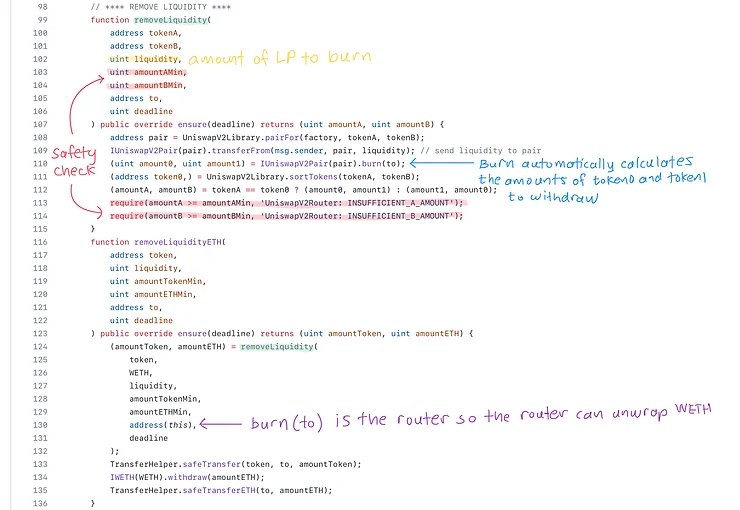 98 // **** REMOVE LIQUIDITY ****
99 function removeLiquidity(
100 address tokenA,
101 address tokenB,
102 uint liquidity, amount of LP to burn
103 uint amountAMin,
104 uint amountBMin,
105 address to,
106 uint deadline
107 ) public override ensure(deadline) returns (uint amountA, uint amountB) {
108 address pair = UniswapV2Library.pairFor(factory, tokenA, tokenB);
safety check
109 IUniswapV2Pair(pair).transferFrom(msg.sender, pair, liquidity); // send liquidity to pair
110 (uint amount0, uint amount1) = IUniswapV2Pair(pair).burn(to);
Burn automatically calculates
the amounts of token0 and token1
to withdraw
111 (address token0,) = UniswapV2Library.sortTokens(tokenA, tokenB);
112 (amountA, amountB) = tokenA == token0 ? (amount0, amount1) : (amount1, amount0);
113 require(amountA >= amountAMin, 'UniswapV2Router: INSUFFICIENT_A_AMOUNT');
114 require(amountB >= amountBMin, 'UniswapV2Router: INSUFFICIENT_B_AMOUNT');
115 }
116 function removeLiquidityETH(
117 address token,
118 uint liquidity,
119 uint amountTokenMin,
120 uint amountETHMin,
121 address to,
122 uint deadline
123 ) public override ensure(deadline) returns (uint amountToken, uint amountETH) {
124 (amountToken, amountETH) = removeLiquidity(
125 token,
126 WETH,
127 liquidity,
128 amountTokenMin,
129 amountETHMin,
130 address(this), burn(to) is the router so the router can unwrap WETH
131 deadline
132 );
133 TransferHelper.safeTransfer(token, to, amountToken);
134 IWETH(WETH).withdraw(amountETH);
135 TransferHelper.safeTransferETH(to, amountETH);
136 }